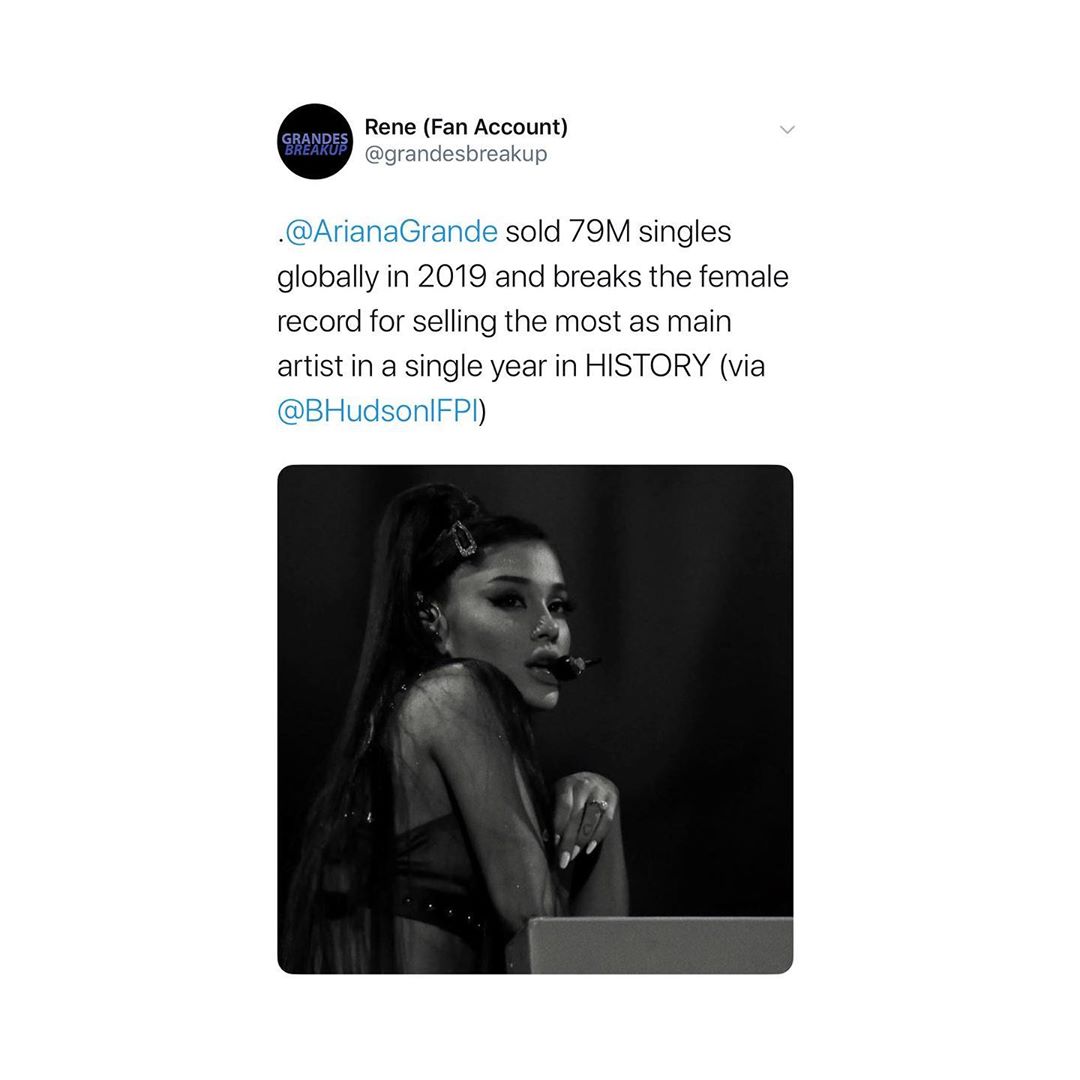 GRANDES
BREAKUP
Rene (Fan Account)
@grandesbreakup
.@ArianaGrande sold 79M singles
globally in 2019 and breaks the female
record for selling the most as main
artist in a single year in HISTORY (via
@BHudsonIFPI)